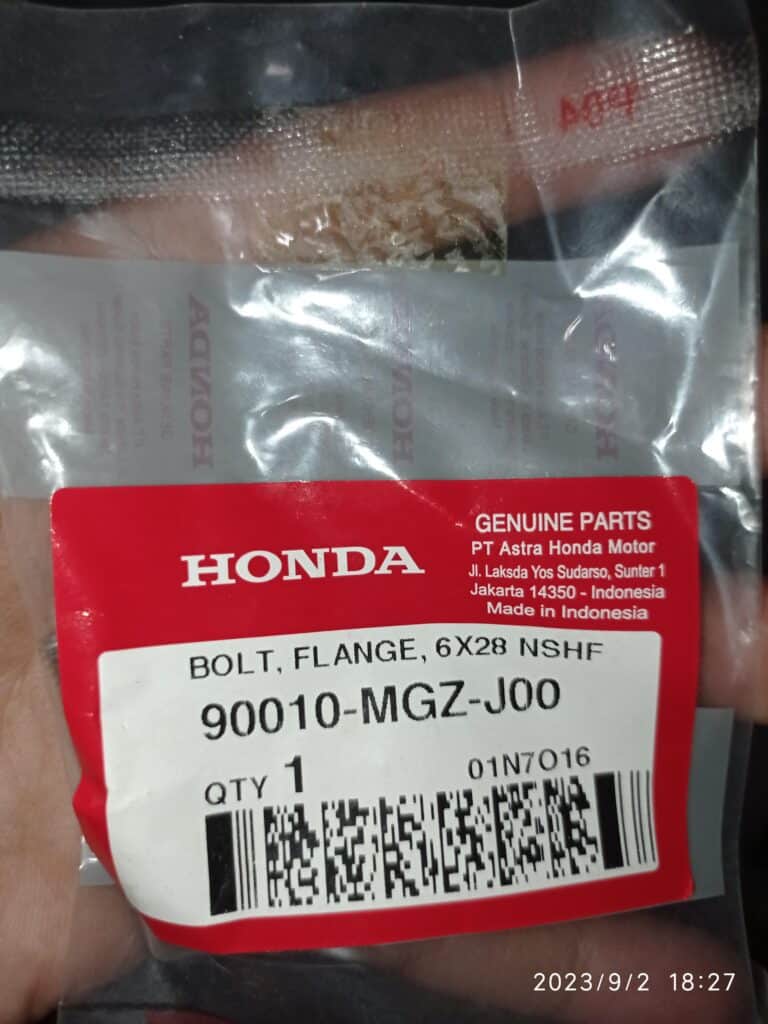 HONDA
GENUINE PARTS
PT Astra Honda Motor
Jl. Laksda Yos Sudarso, Sunter 1
Jakarta 14350 - Indonesia
Made in Indonesia
BOLT, FLANGE, 6X28 NSHF
90010-MGZ-J00
QTY 1
01N7O16
2023/9/2 18:27